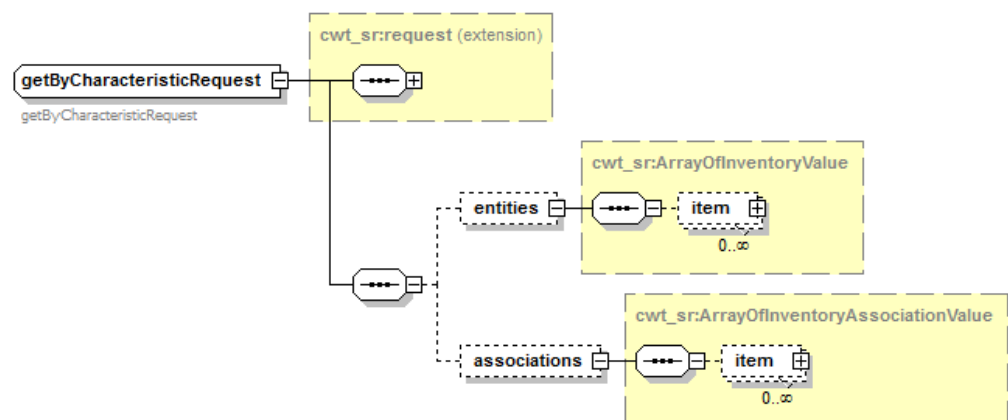 cwt_sr:request (extension)
getByCharacteristicRequest
getByCharacteristicRequest
cwt_sr:ArrayOfInventoryValue
entities
item
0..∞
cwt_sr:ArrayOfInventoryAssociationValue
associations
item
0..∞